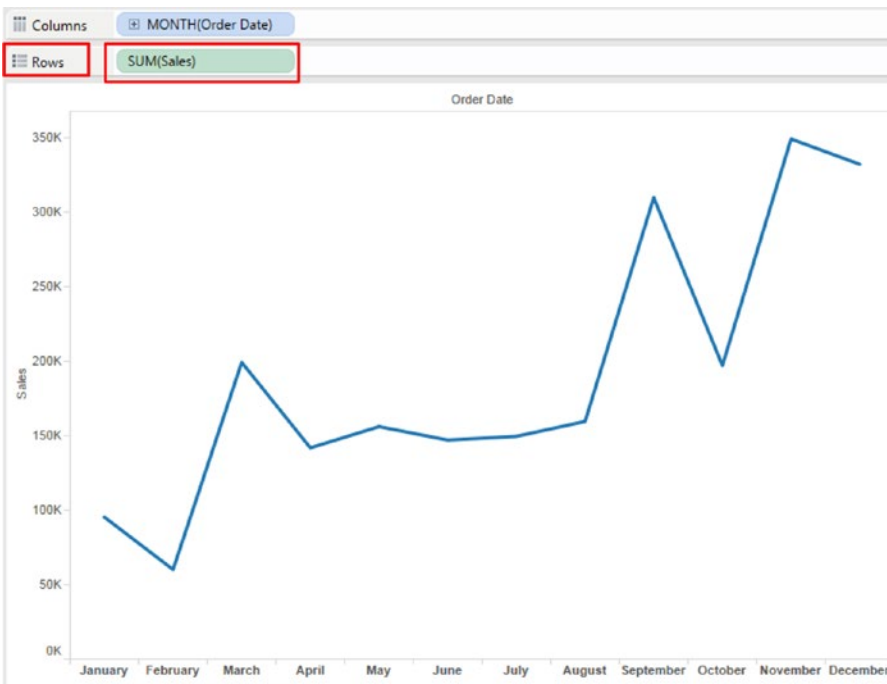 Columns MONTH(Order Date)
Rows SUM(Sales)
Order Date
350K
300K
250K
200K
150K
100K
50K
0K
Sales
January February March April May June July August September October November December